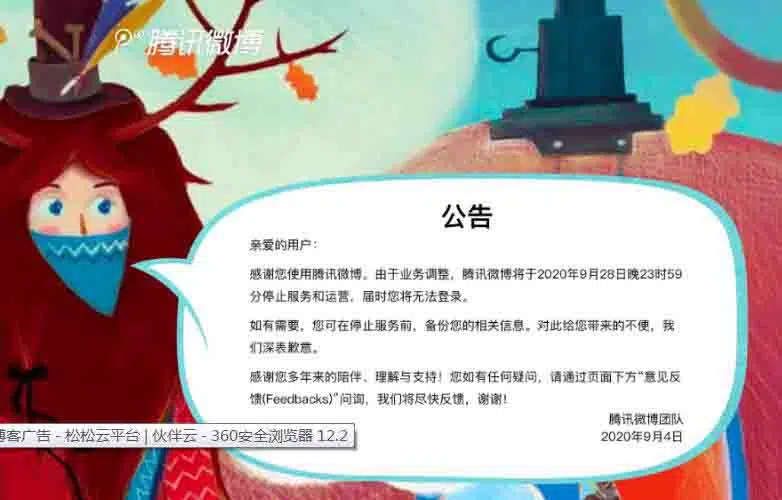 腾讯微博
公告
亲爱的用户：
感谢您使用腾讯微博。由于业务调整，腾讯微博将于2020年9月28日晚23时59
分停止服务和运营，届时您将无法登录。
如有需要，您可在停止服务前，备份您的相关信息。对此给您带来的不便，我
们深表歉意。
感谢您多年来的陪伴、理解与支持！您如有任何疑问，请通过页面下方“意见反
馈(Feedbacks)”问询，我们将尽快反馈，谢谢！
腾讯微博团队
2020年9月4日
博客广告 - 松松云平台 | 伙伴云 - 360安全浏览器 12.2